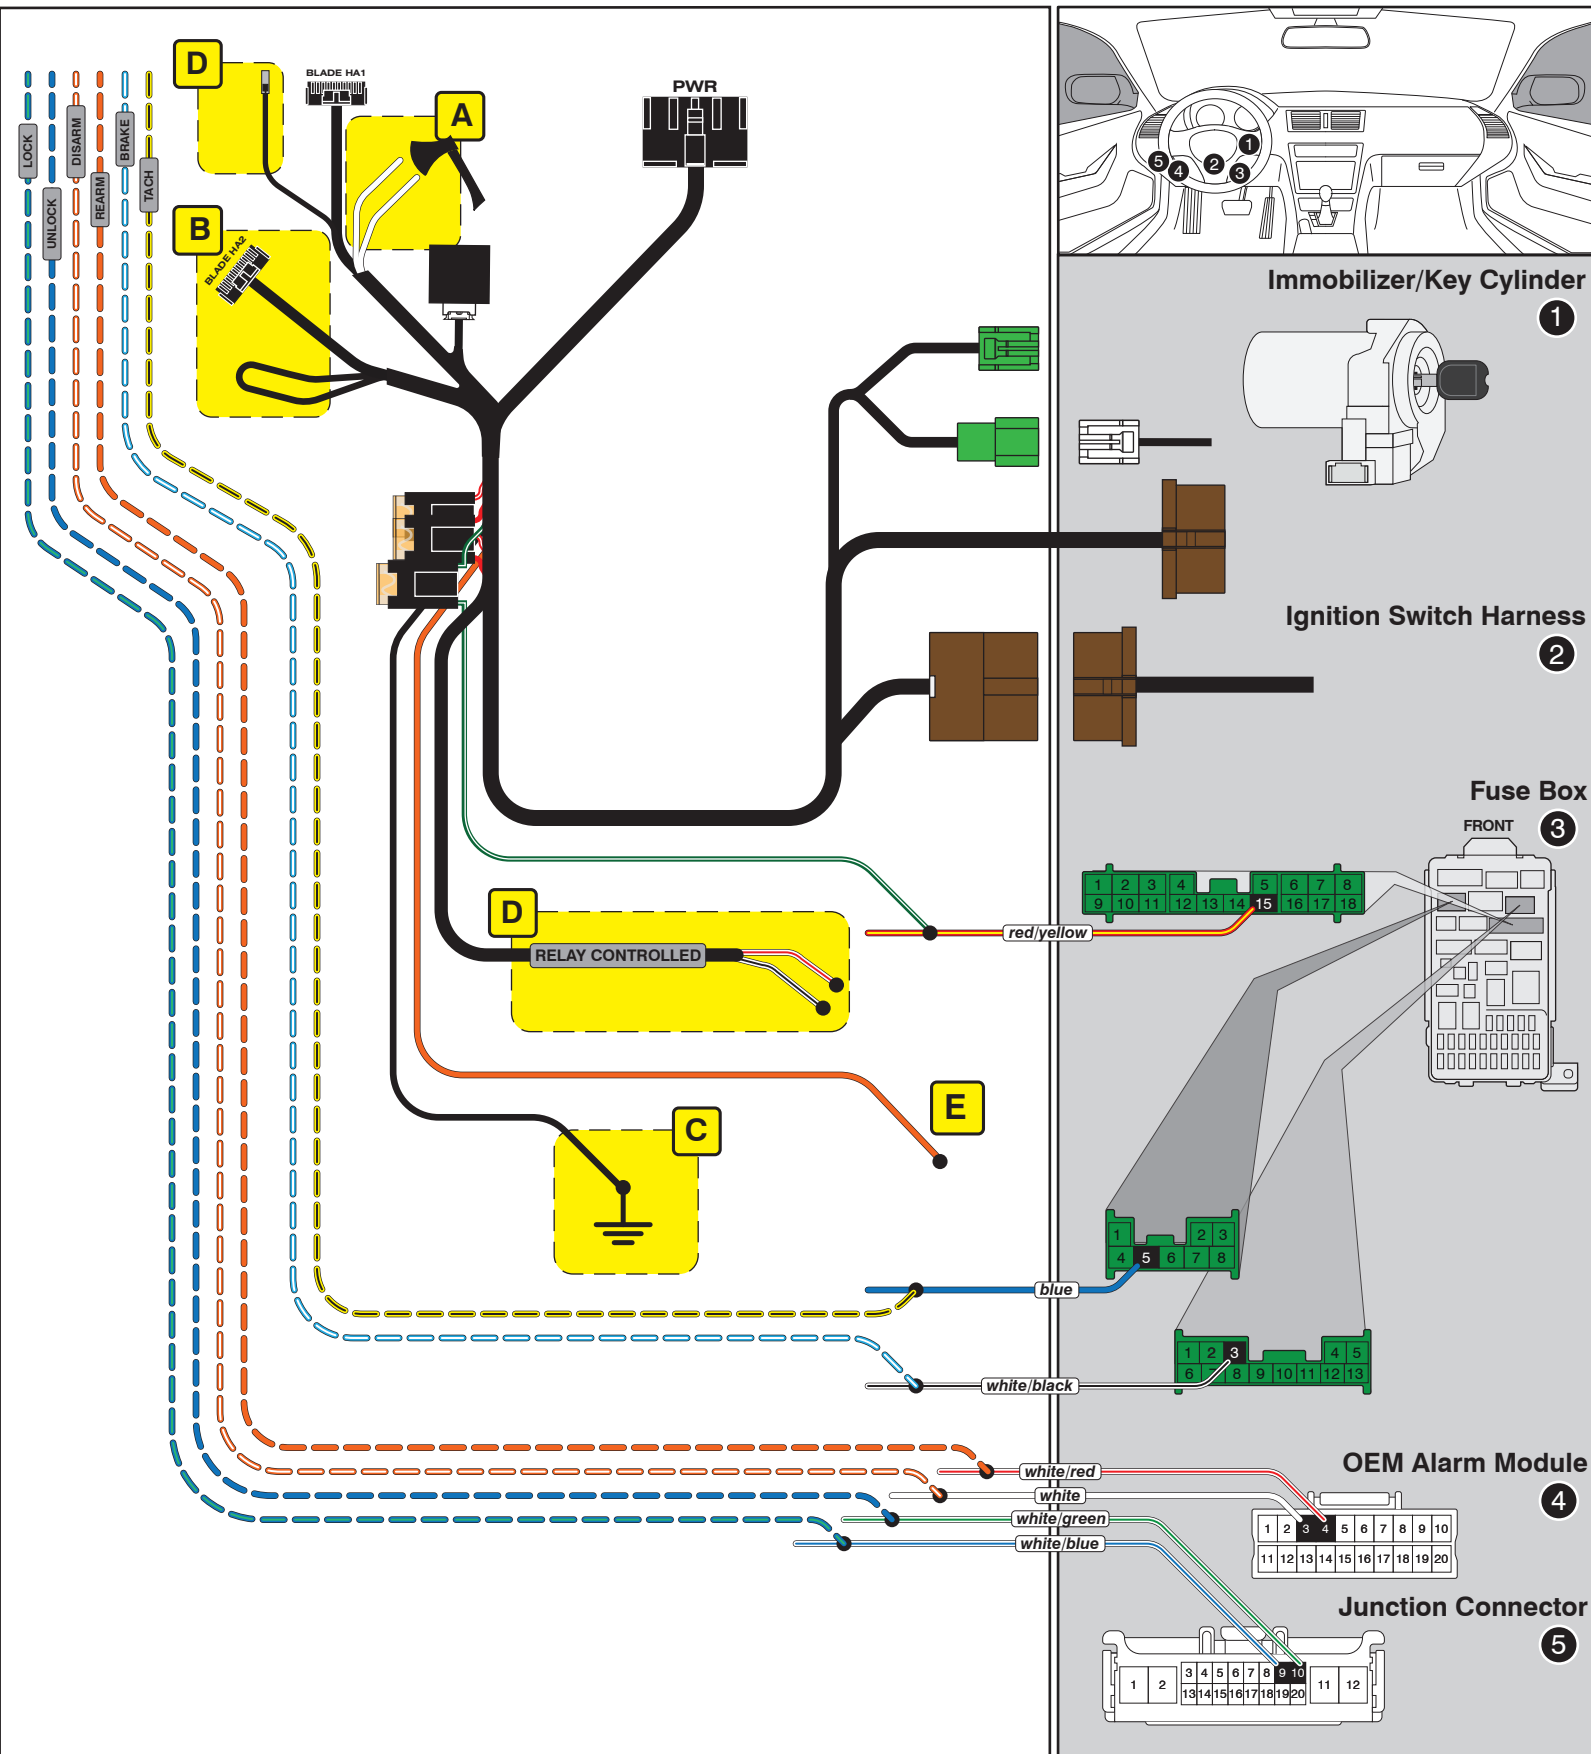 D
BLADE HA1
A
PWR
LOCK
UNLOCK
DISARM
REARM
BRAKE
TACH
B
BLADE HA2
1
2
3
4
5
Immobilizer/Key Cylinder
1
Ignition Switch Harness
2
Fuse Box
FRONT
3
1 2 3 4 5 6 7 8
9 10 11 12 13 14 15 16 17 18
red/yellow
D
RELAY CONTROLLED
E
C
1 2 3
4 5 6 7 8
blue
1 2 3 4 5
6 7 8 9 10 11 12 13
white/black
OEM Alarm Module
4
white/red
white
white/green
white/blue
1 2 3 4 5 6 7 8 9 10
11 12 13 14 15 16 17 18 19 20
Junction Connector
5
1 2 3 4 5 6 7 8 9 10 11 12
13 14 15 16 17 18 19 20